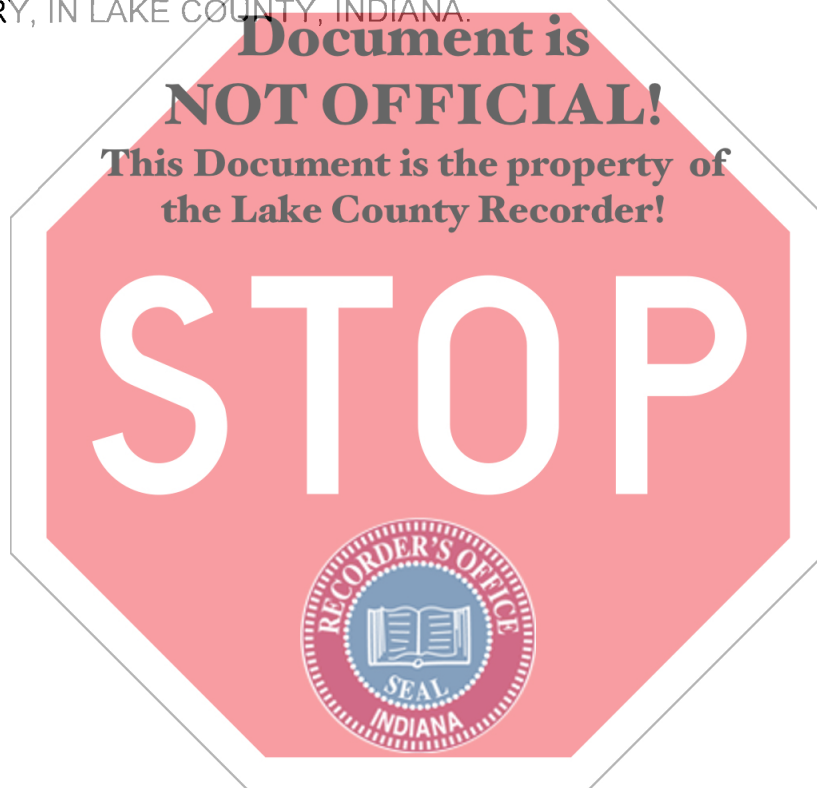 RY, IN LAKE COUNTY, INDIANA.
Document is
NOT OFFICIAL!
This Document is the property of
the Lake County Recorder!
STOP
RECORDER'S OFFICE
SEAL
INDIANA